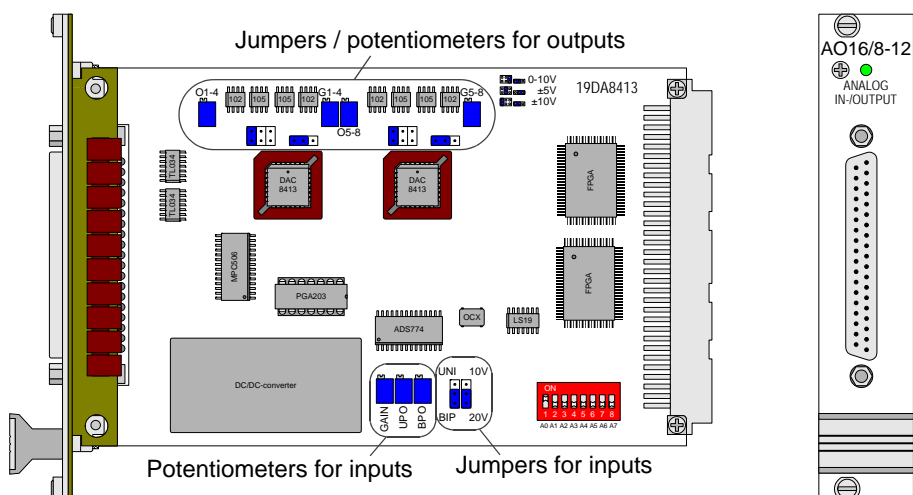 Jumpers / potentiometers for outputs
AO16/8-12
ANALOG
IN-/OUTPUT
O1-4
102
105
105
102
G1-4
O5-8
102
105
105
102
G5-8
0-10V
±5V
±10V
19DA8413
TL034
TL034
DAC
8413
DAC
8413
FPGA
FPGA
MPC506
PGA203
ADS774
OCX
LS19
DC/DC-converter
GAIN
UPO
BPO
UNI
10V
BIP
20V
ON
1 2 3 4 5 6 7 8
A0 A1 A2 A3 A4 A5 A6 A7
Potentiometers for inputs
Jumpers for inputs